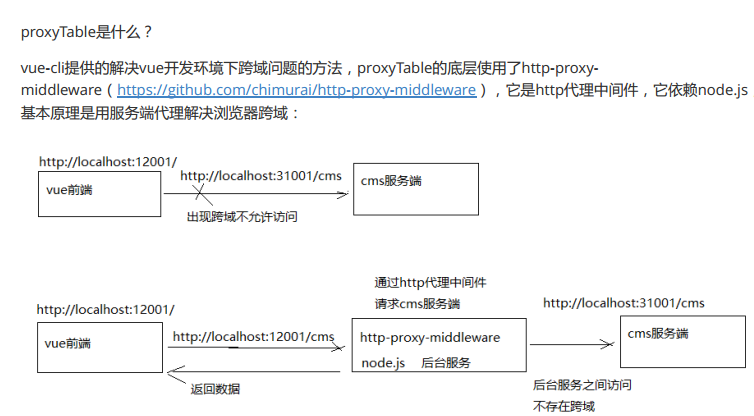 proxyTable是什么？
vue-cli提供的解决vue开发环境下跨域问题的方法，proxyTable的底层使用了http-proxy-
middleware（https://github.com/chimurai/http-proxy-middleware），它是http代理中间件，它依赖node.js
基本原理是用服务端代理解决浏览器跨域：
http://localhost:12001/
http://localhost:31001/cms
vue前端
cms服务端
出现跨域不允许访问
通过http代理中间件
请求cms服务端
http://localhost:12001/
http://localhost:31001/cms
vue前端
http://localhost:12001/cms
http-proxy-middleware
node.js 后台服务
cms服务端
返回数据
后台服务之间访问
不存在跨域